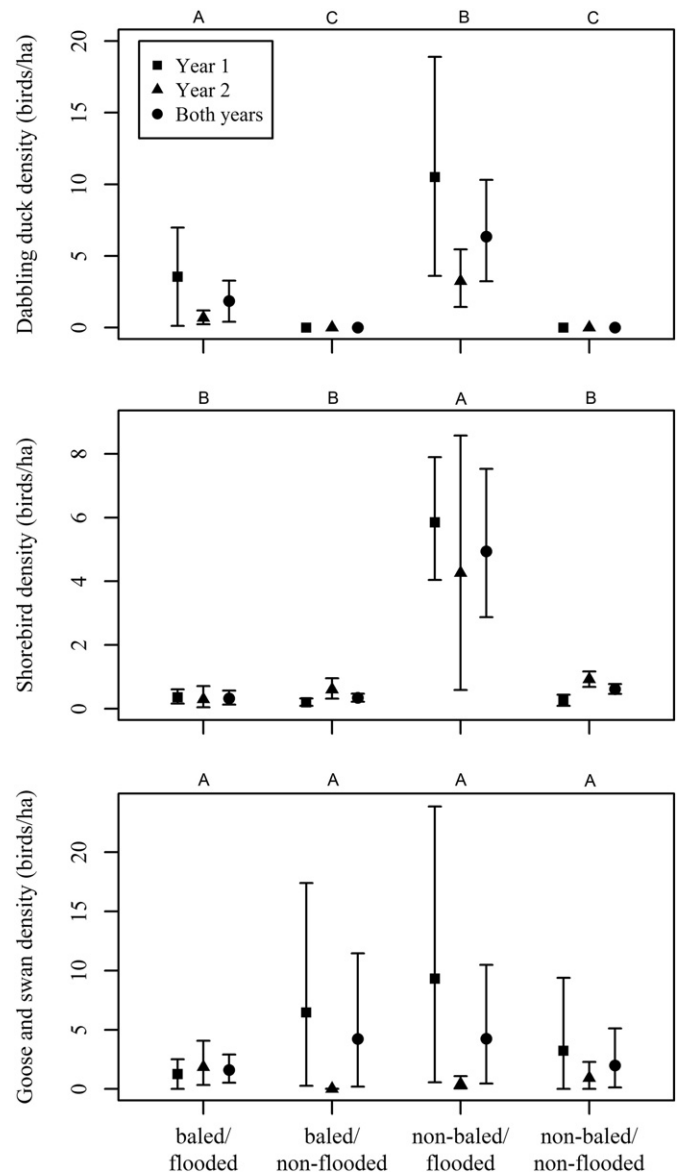 A C B C
Dabbling duck density (birds/ha)
20
15
10
5
0
Year 1
Year 2
Both years
B B A B
Shorebird density (birds/ha)
8
6
4
2
0
A A A A
Goose and swan density (birds/ha)
20
15
10
5
0
baled/ baled/ non-baled/ non-baled/
flooded non-flooded flooded non-flooded